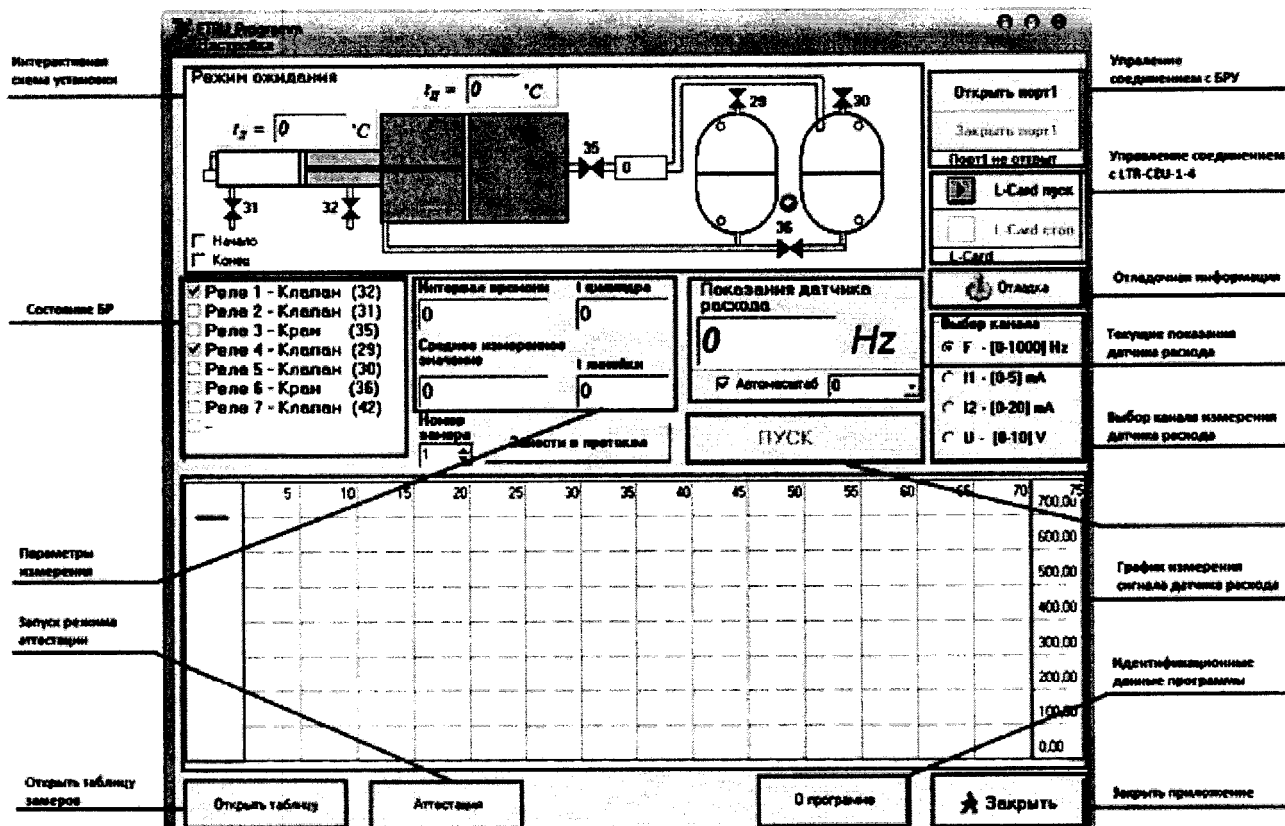 Интерактивная
схема установки
Режим ожидания
tп = 0 °C
tж = 0 °C
29
30
35
0
31
32
36
Начало
Конец
Открыть порт1
Закрыть порт1
Порт1 не открыт
L-Card пуск
L-Card стоп
L-Card
Отладка
Управление
соединением с БРУ
Управление соединением
с LTR-CEU-1-4
Отладочная информация
Состояние БР
Реле 1 - Клапан (32)
Реле 2 - Клапан (31)
Реле 3 - Кран (35)
Реле 4 - Клапан (29)
Реле 5 - Клапан (30)
Реле 6 - Кран (36)
Реле 7 - Клапан (42)
-
Интервал времени
0
l цилиндра
0
Среднее измеренное
значение
0
l линейки
0
Номер
замера
1
Занести в протокол
Показания датчика
расхода
0 Hz
Автомасштаб 0
ПУСК
Выбор канала
F - [0-1000] Hz
I1 - [0-5] mA
I2 - [0-20] mA
U - [0-10] V
Текущие показания
датчика расхода
Выбор канала измерения
датчика расхода
5 10 15 20 25 30 35 40 45 50 55 60 65 70 75
700,00
600,00
500,00
400,00
300,00
200,00
100,00
0,00
Параметры
измерения
Запуск режима
аттестации
Открыть таблицу
замеров
График измерения
сигнала датчика расхода
Идентификационные
данные программы
Закрыть приложение
Открыть таблицу
Аттестация
О программе
Закрыть